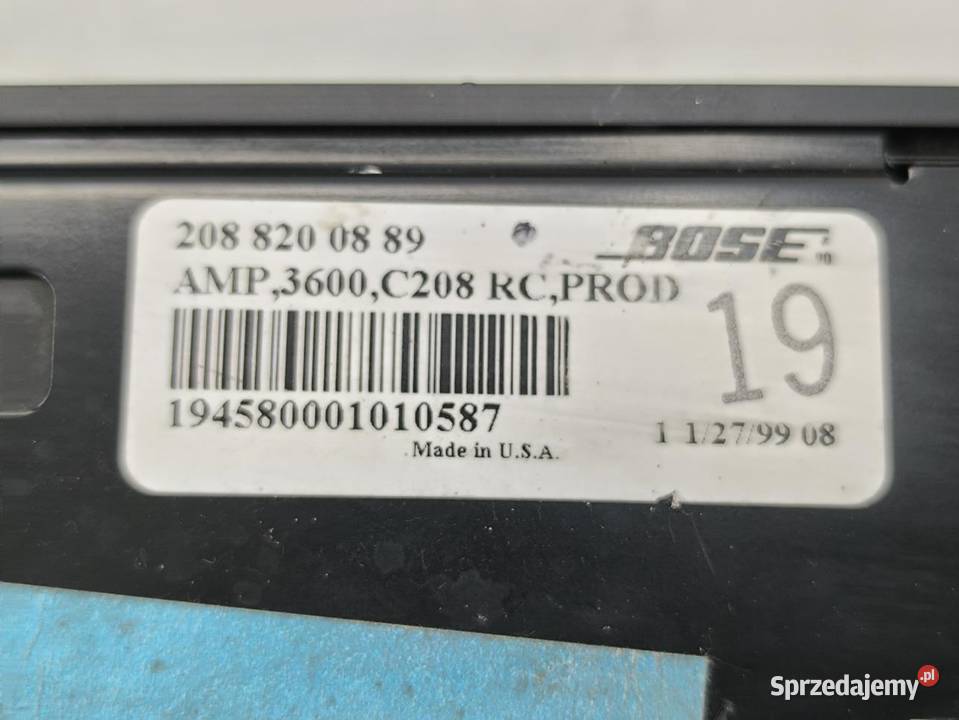 208 820 08 89
BOSE
AMP,3600,C208 RC,PROD
19
194580001010587
1 1/27/99 08
Made in U.S.A.
Sprzedajemy.pl